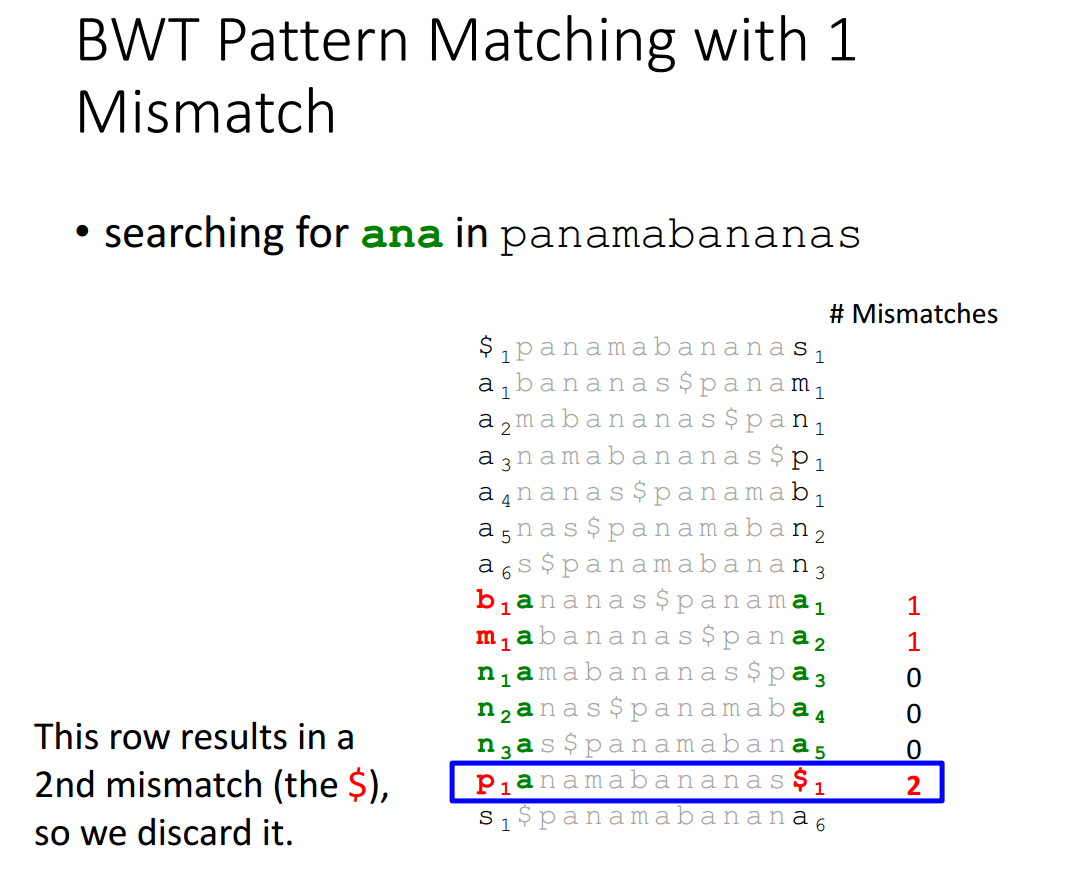 BWT Pattern Matching with 1
Mismatch
• searching for ana in panamabananas
# Mismatches
$1panamabananas1
a1bananas$panam1
a2mabananas$pan1
a3namabananas$p1
a4nanas$panamab1
a5nas$panamaban2
a6s$panamabanan3
b1ananas$panama1 1
m1abananas$pana2 1
n1amabananas$pa3 0
n2anas$panamaba4 0
n3as$panamabana5 0
p1anamabananas$1 2
s1$panamabanana6
This row results in a
2nd mismatch (the $),
so we discard it.